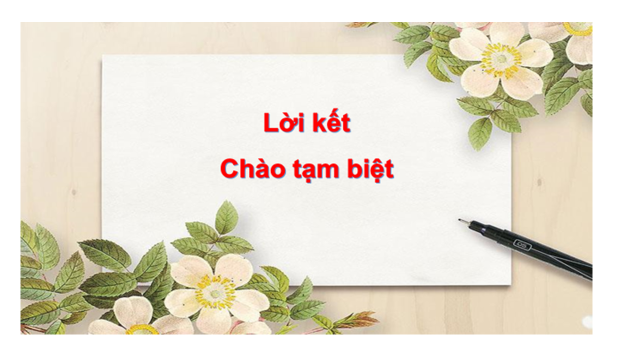 Lời kết
Chào tạm biệt